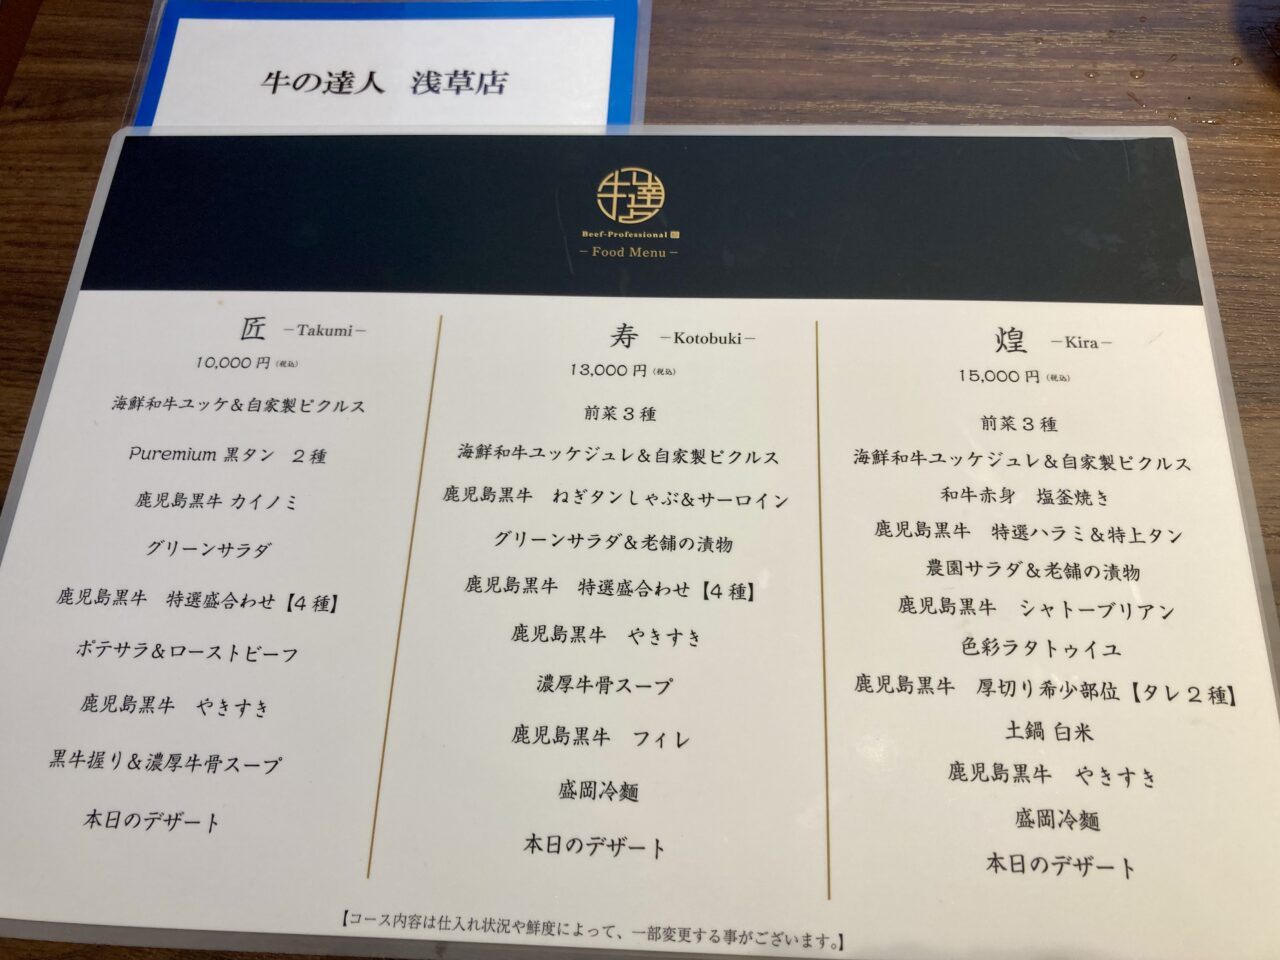 牛の達人 浅草店
牛達
Beef-Professional
－Food Menu－
匠 －Takumi－
10,000 円（税込）
海鮮和牛ユッケ＆自家製ピクルス
Puremium 黒タン 2 種
鹿児島黒牛 カイノミ
グリーンサラダ
鹿児島黒牛 特選盛合わせ【4 種】
ポテサラ＆ローストビーフ
鹿児島黒牛 やきすき
黒牛握り＆濃厚牛骨スープ
本日のデザート
寿 －Kotobuki－
13,000 円（税込）
前菜 3 種
海鮮和牛ユッケジュレ＆自家製ピクルス
鹿児島黒牛 ねぎタンしゃぶ＆サーロイン
グリーンサラダ＆老舗の漬物
鹿児島黒牛 特選盛合わせ【4 種】
鹿児島黒牛 やきすき
濃厚牛骨スープ
鹿児島黒牛 フィレ
盛岡冷麺
本日のデザート
煌 －Kira－
15,000 円（税込）
前菜 3 種
海鮮和牛ユッケジュレ＆自家製ピクルス
和牛赤身 塩釜焼き
鹿児島黒牛 特選ハラミ＆特上タン
農園サラダ＆老舗の漬物
鹿児島黒牛 シャトーブリアン
色彩ラタトゥイユ
鹿児島黒牛 厚切り希少部位【タレ 2 種】
土鍋 白米
鹿児島黒牛 やきすき
盛岡冷麺
本日のデザート
【コース内容は仕入れ状況や鮮度によって、一部変更する事がございます。】